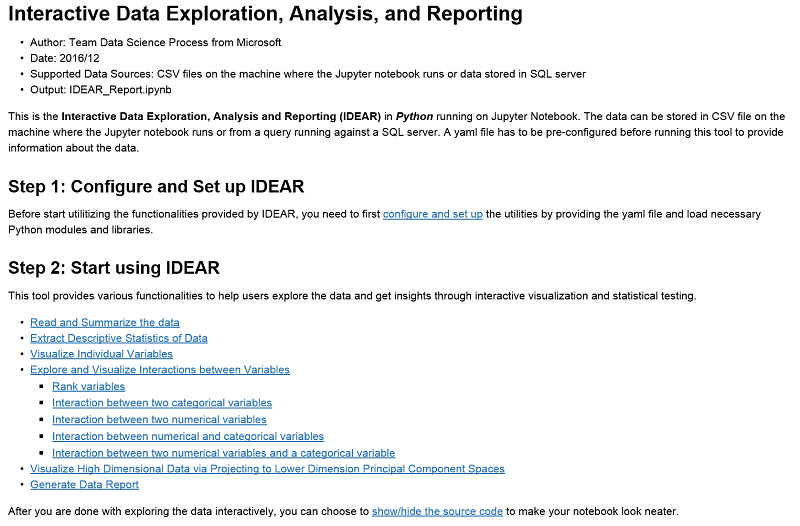 Interactive Data Exploration, Analysis, and Reporting
• Author: Team Data Science Process from Microsoft
• Date: 2016/12
• Supported Data Sources: CSV files on the machine where the Jupyter notebook runs or data stored in SQL server
• Output: IDEAR_Report.ipynb
This is the Interactive Data Exploration, Analysis and Reporting (IDEAR) in Python running on Jupyter Notebook. The data can be stored in CSV file on the
machine where the Jupyter notebook runs or from a query running against a SQL server. A yaml file has to be pre-configured before running this tool to provide
information about the data.
Step 1: Configure and Set up IDEAR
Before start utilitizing the functionalities provided by IDEAR, you need to first configure and set up the utilities by providing the yaml file and load necessary
Python modules and libraries.
Step 2: Start using IDEAR
This tool provides various functionalities to help users explore the data and get insights through interactive visualization and statistical testing.
• Read and Summarize the data
• Extract Descriptive Statistics of Data
• Visualize Individual Variables
• Explore and Visualize Interactions between Variables
▪ Rank variables
▪ Interaction between two categorical variables
▪ Interaction between two numerical variables
▪ Interaction between numerical and categorical variables
▪ Interaction between two numerical variables and a categorical variable
• Visualize High Dimensional Data via Projecting to Lower Dimension Principal Component Spaces
• Generate Data Report
After you are done with exploring the data interactively, you can choose to show/hide the source code to make your notebook look neater.